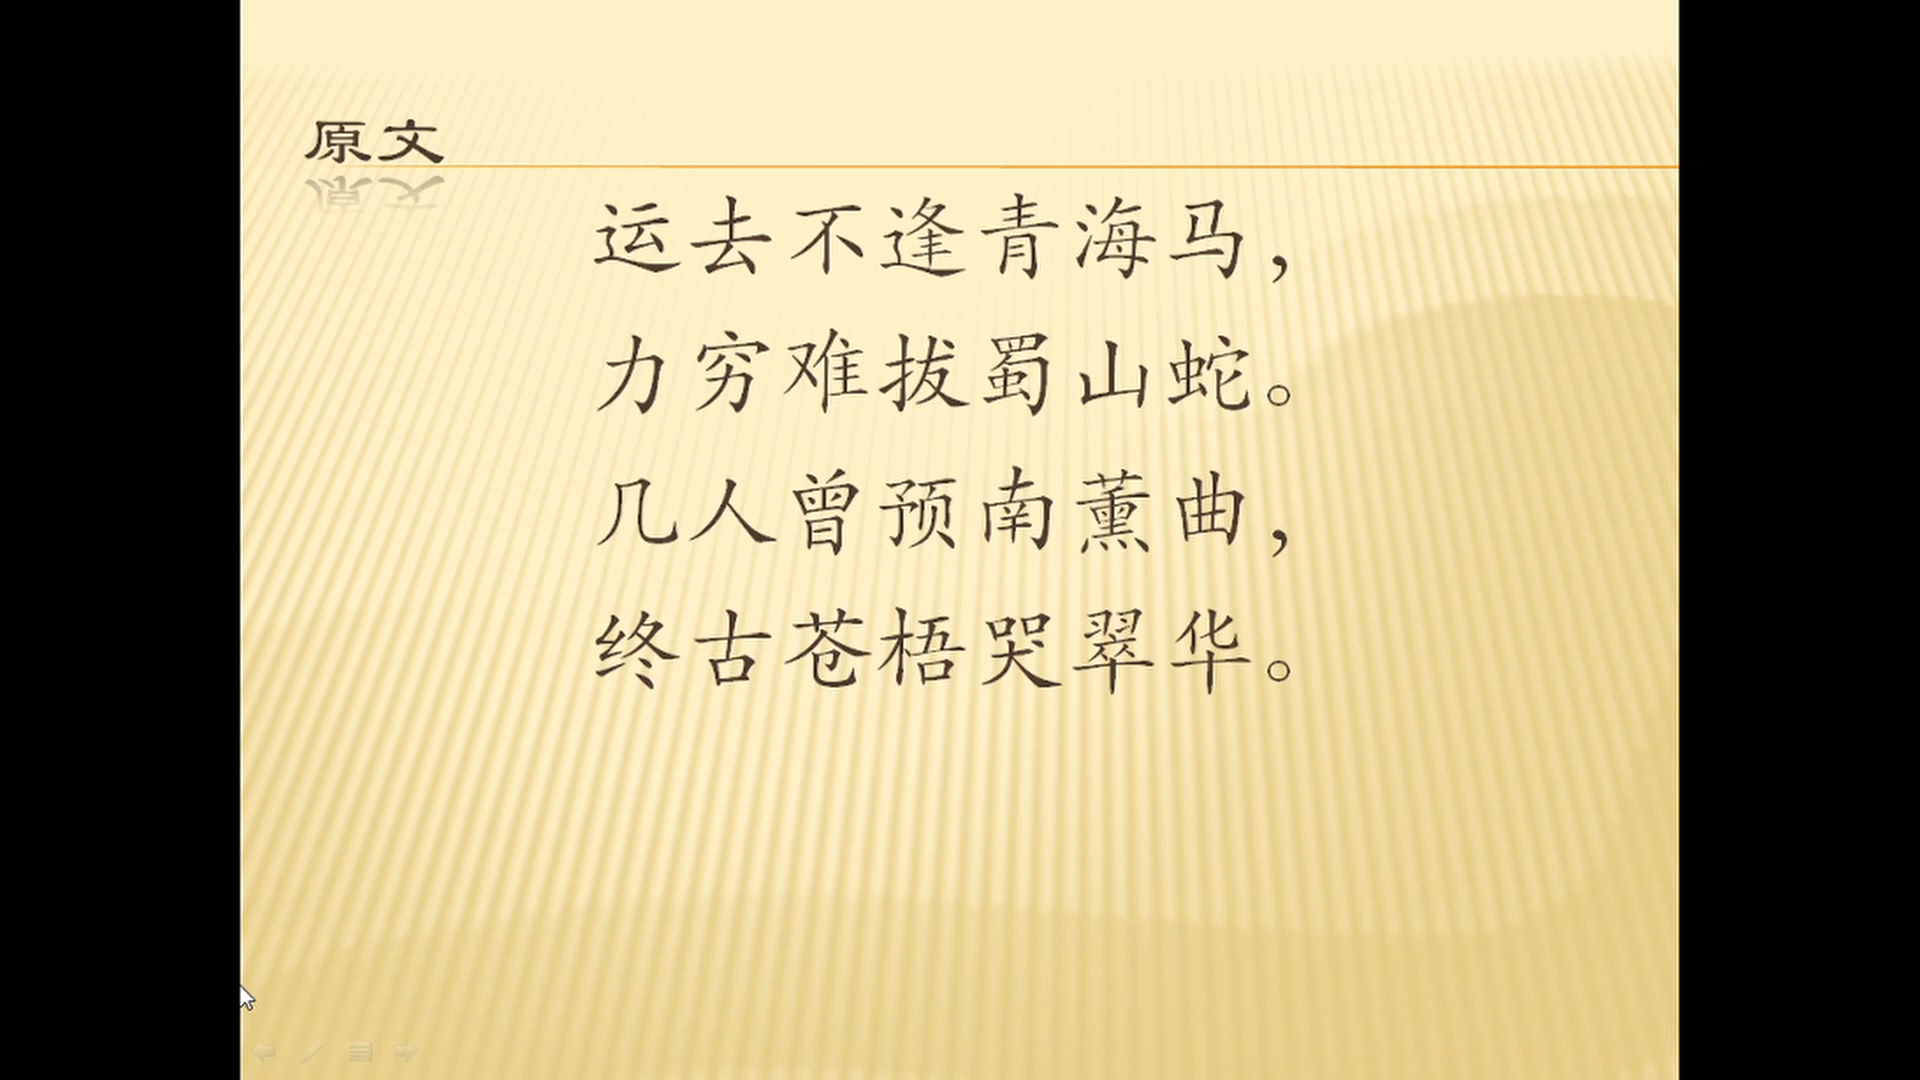 原文
运去不逢青海马，
力穷难拔蜀山蛇。
几人曾预南薰曲，
终古苍梧哭翠华。